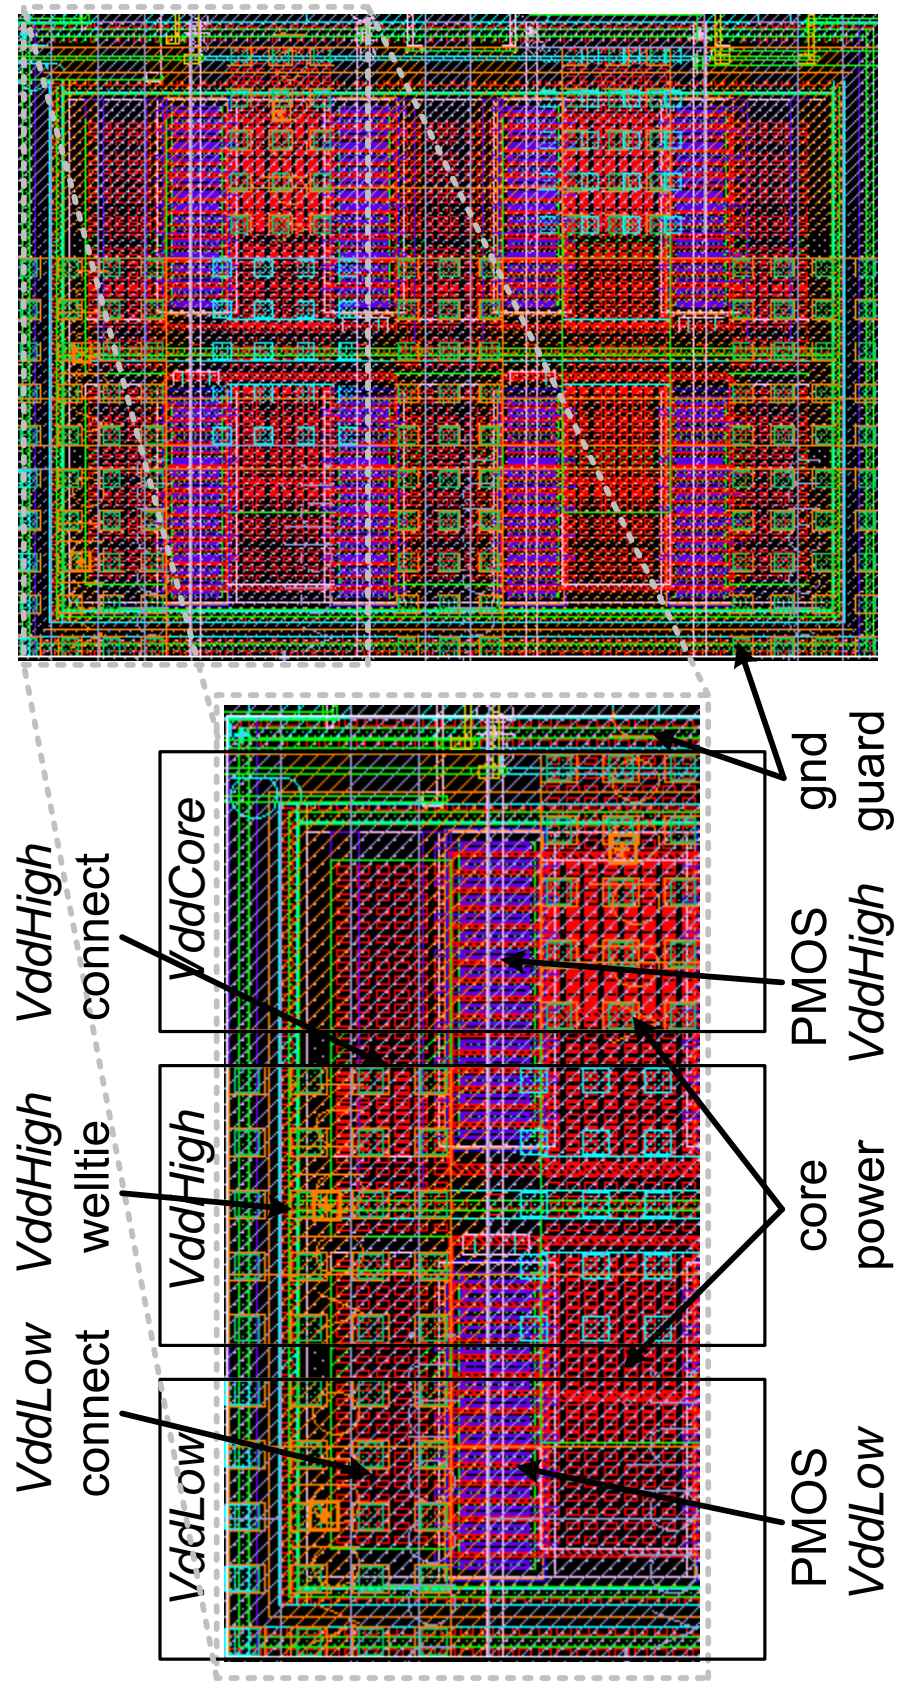 VddHigh
connect
VddHigh
welltie
VddLow
connect
VddCore
VddHigh
VddLow
gnd
guard
PMOS
VddHigh
core
power
PMOS
VddLow